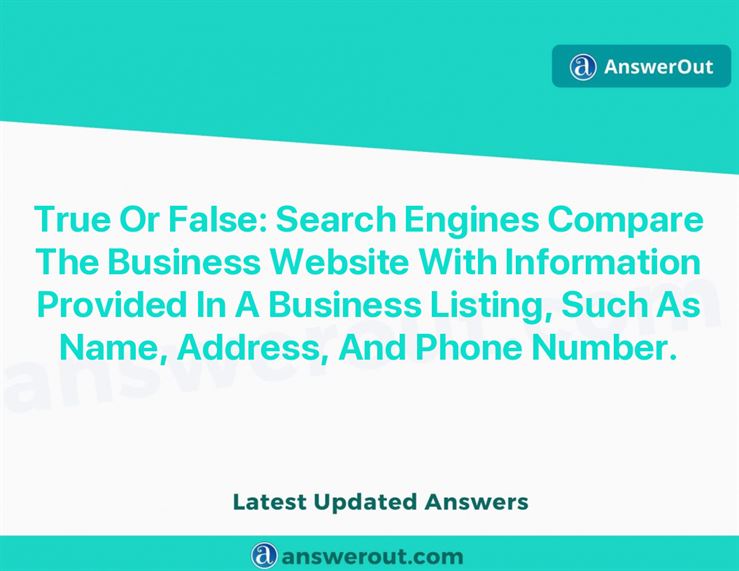 AnswerOut
True Or False: Search Engines Compare
The Business Website With Information
Provided In A Business Listing, Such As
Name, Address, And Phone Number.
answerout.com
Latest Updated Answers
answerout.com